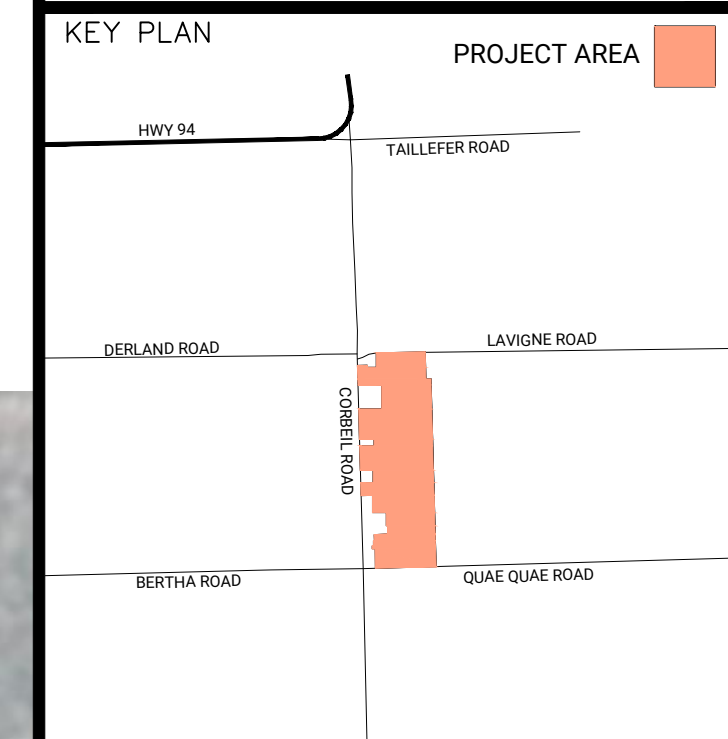 KEY PLAN
PROJECT AREA
HWY 94
TAILLEFER ROAD
DERLAND ROAD
LAVIGNE ROAD
CORBEIL ROAD
BERTHA ROAD
QUAE QUAE ROAD